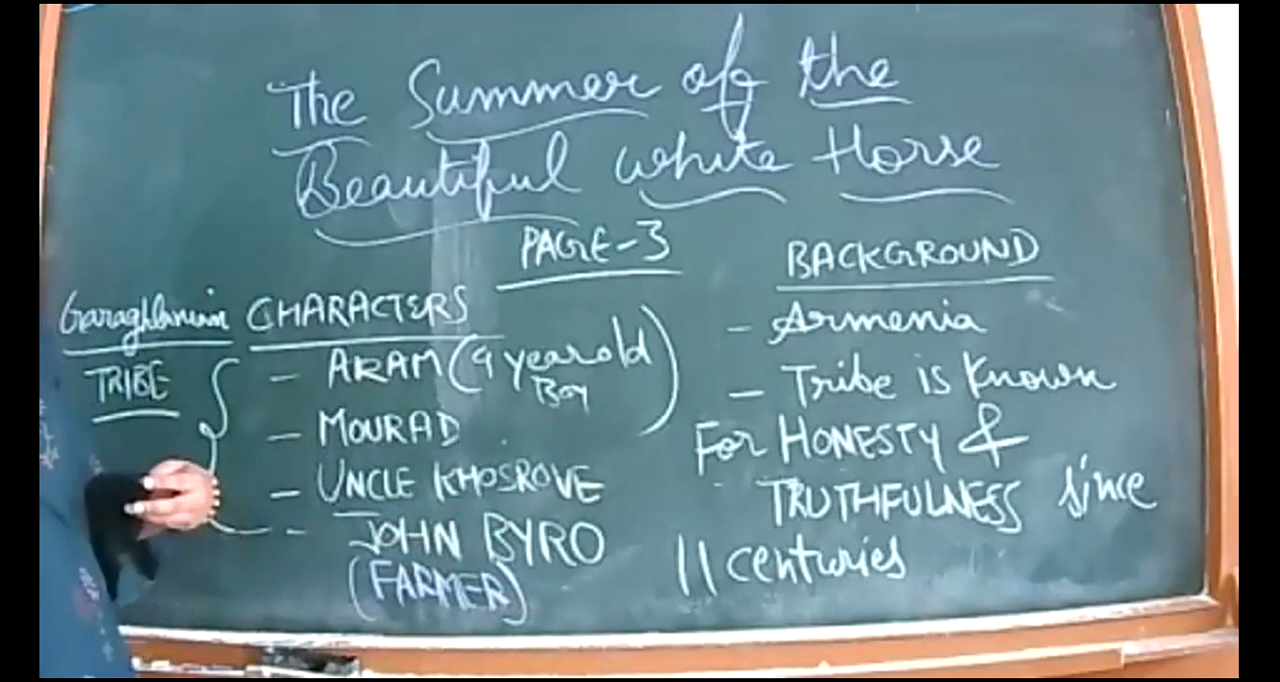 The Summer of the
Beautiful white Horse
PAGE-3
Garaghlanian
TRIBE
CHARACTERS
- ARAM (9 year old
Boy)
- MOURAD
- UNCLE KHOSROVE
- JOHN BYRO
(FARMER)
BACKGROUND
- Armenia
- Tribe is known
For HONESTY &
TRUTHFULNESS since
11 centuries